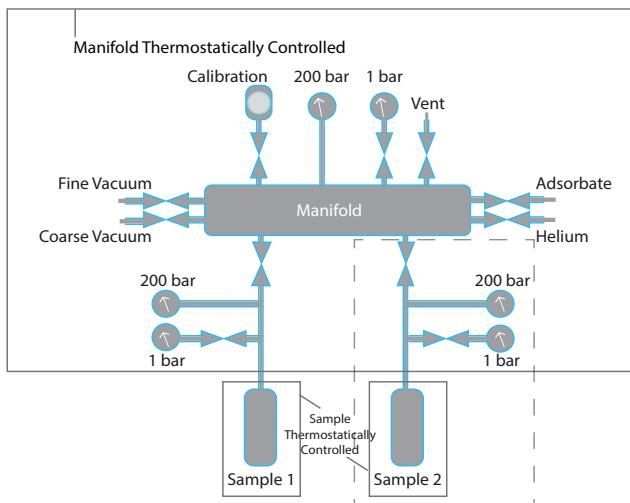 Manifold Thermostatically Controlled
Calibration
200 bar
1 bar
Vent
Fine Vacuum
Adsorbate
Manifold
Coarse Vacuum
Helium
200 bar
200 bar
1 bar
1 bar
Sample
Thermostatically
Controlled
Sample 1
Sample 2